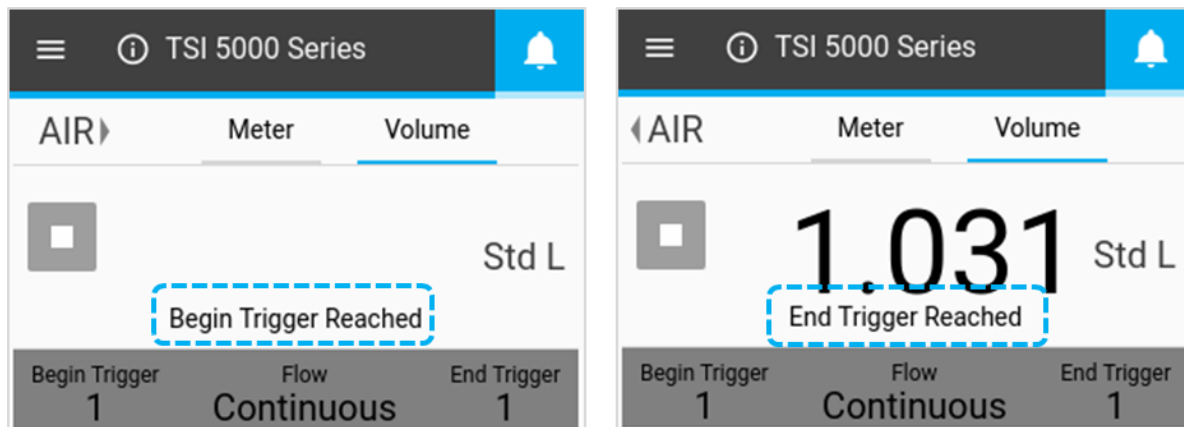 TSI 5000 Series
AIR Meter Volume
Std L
Begin Trigger Reached
Begin Trigger Flow End Trigger
1 Continuous 1
TSI 5000 Series
AIR Meter Volume
1.031 Std L
End Trigger Reached
Begin Trigger Flow End Trigger
1 Continuous 1